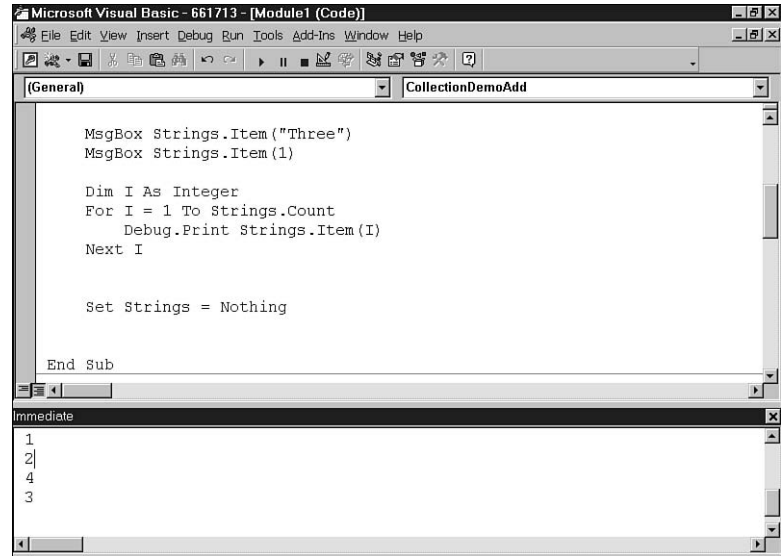 Microsoft Visual Basic - 661713 - [Module1 (Code)]
File Edit View Insert Debug Run Tools Add-Ins Window Help
(General) CollectionDemoAdd
MsgBox Strings.Item("Three")
MsgBox Strings.Item(1)
Dim I As Integer
For I = 1 To Strings.Count
Debug.Print Strings.Item(I)
Next I
Set Strings = Nothing
End Sub
Immediate
1
2
4
3